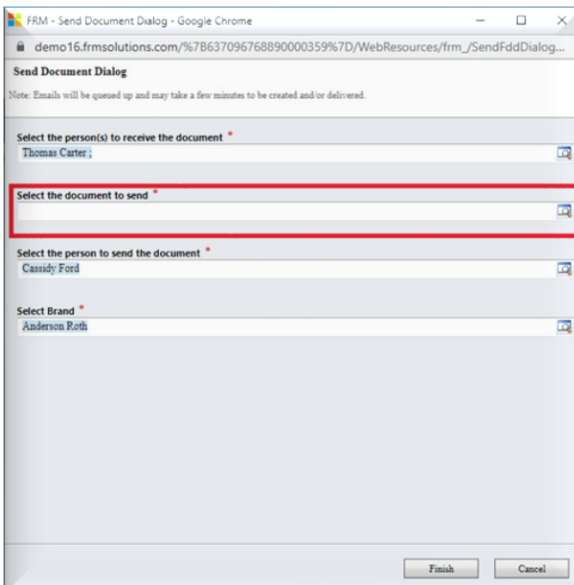 FRM - Send Document Dialog - Google Chrome
demo16.frmsolutions.com/%7B637096768890000359%7D/WebResources/frm_/SendFddDialog...
Send Document Dialog
Note: Emails will be queued up and may take a few minutes to be created and/or delivered.
Select the person(s) to receive the document *
Thomas Carter ;
Select the document to send *
Select the person to send the document *
Cassidy Ford
Select Brand *
Anderson Roth
Finish Cancel